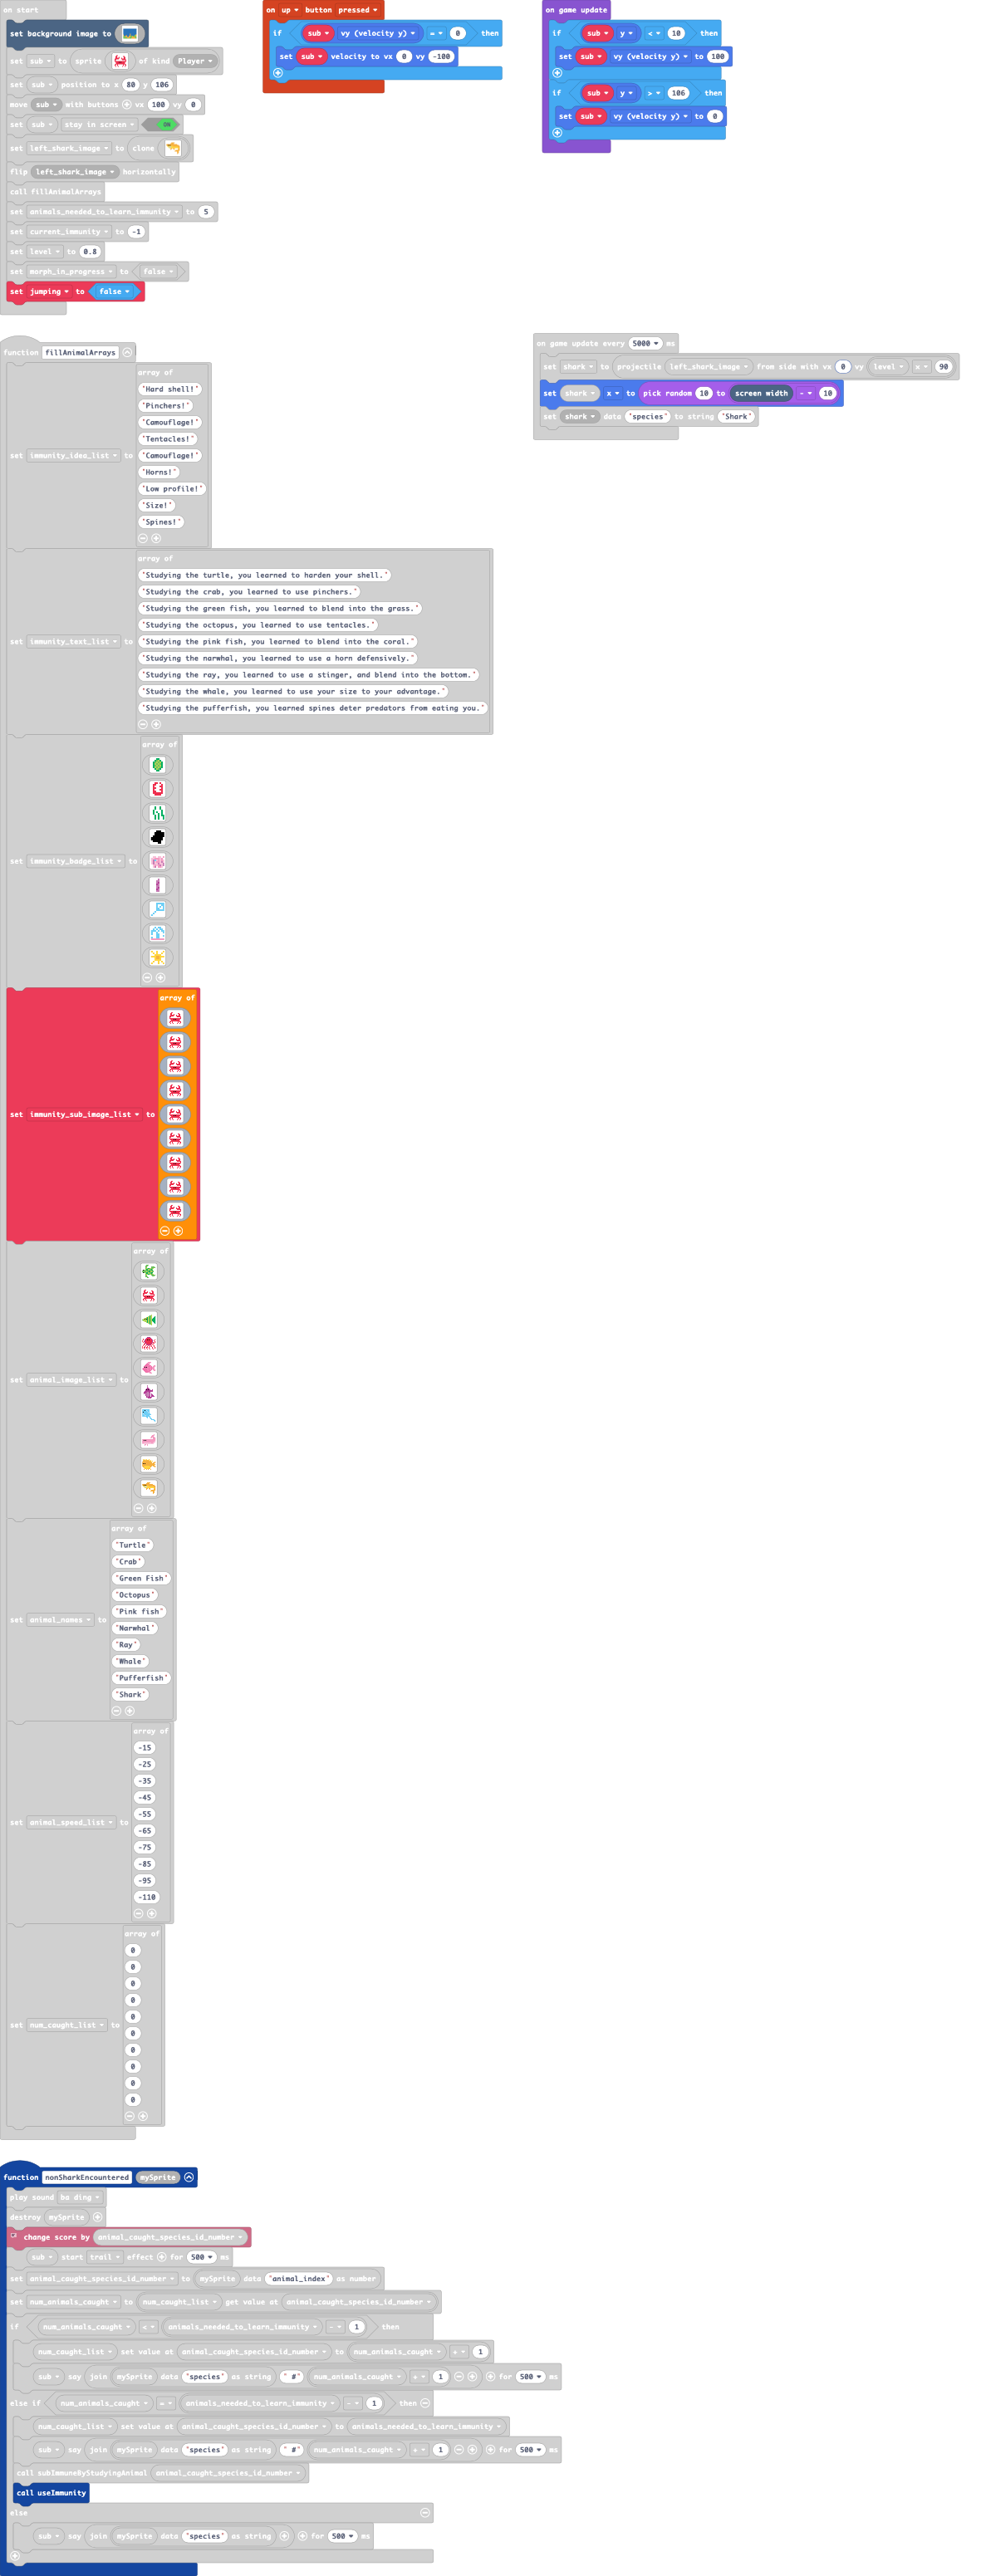 on start
set background image to
set sub to sprite of kind Player
set sub position to x 80 y 106
move sub with buttons vx 100 vy 0
set sub stay in screen ON
set left_shark_image to clone
flip left_shark_image horizontally
call fillAnimalArrays
set animals_needed_to_learn_immunity to 5
set current_immunity to -1
set level to 0.8
set morph_in_progress to false
set jumping to false
on up button pressed
if sub vy (velocity y) = 0 then
set sub velocity to vx 0 vy -100
on game update
if sub y < 10 then
set sub vy (velocity y) to 100
if sub y > 106 then
set sub vy (velocity y) to 0
function fillAnimalArrays
set immunity_idea_list to
array of
"Hard shell!"
"Pinchers!"
"Camouflage!"
"Tentacles!"
"Camouflage!"
"Horns!"
"Low profile!"
"Size!"
"Spines!"
on game update every 5000 ms
set shark to projectile left_shark_image from side with vx 0 vy level × 90
set shark x to pick random 10 to screen width - 10
set shark data "species" to string "Shark"
set immunity_text_list to
array of
"Studying the turtle, you learned to harden your shell."
"Studying the crab, you learned to use pinchers."
"Studying the green fish, you learned to blend into the grass."
"Studying the octopus, you learned to use tentacles."
"Studying the pink fish, you learned to blend into the coral."
"Studying the narwhal, you learned to use a horn defensively."
"Studying the ray, you learned to use a stinger, and blend into the bottom."
"Studying the whale, you learned to use your size to your advantage."
"Studying the pufferfish, you learned spines deter predators from eating you."
set immunity_badge_list to
array of
set immunity_sub_image_list to
array of
set animal_image_list to
array of
set animal_names to
array of
"Turtle"
"Crab"
"Green Fish"
"Octopus"
"Pink fish"
"Narwhal"
"Ray"
"Whale"
"Pufferfish"
"Shark"
set animal_speed_list to
array of
-15
-25
-35
-45
-55
-65
-75
-85
-95
-110
set num_caught_list to
array of
0
0
0
0
0
0
0
0
0
0
function nonSharkEncountered mySprite
play sound ba ding
destroy mySprite
change score by animal_caught_species_id_number
sub start trail effect for 500 ms
set animal_caught_species_id_number to mySprite data "animal_index" as number
set num_animals_caught to num_caught_list get value at animal_caught_species_id_number
if num_animals_caught < animals_needed_to_learn_immunity - 1 then
num_caught_list set value at animal_caught_species_id_number to num_animals_caught + 1
sub say join mySprite data "species" as string " #" num_animals_caught + 1 for 500 ms
else if num_animals_caught = animals_needed_to_learn_immunity - 1 then
num_caught_list set value at animal_caught_species_id_number to animals_needed_to_learn_immunity
sub say join mySprite data "species" as string " #" num_animals_caught + 1 for 500 ms
call subImmuneByStudyingAnimal animal_caught_species_id_number
call useImmunity
else
sub say join mySprite data "species" as string for 500 ms